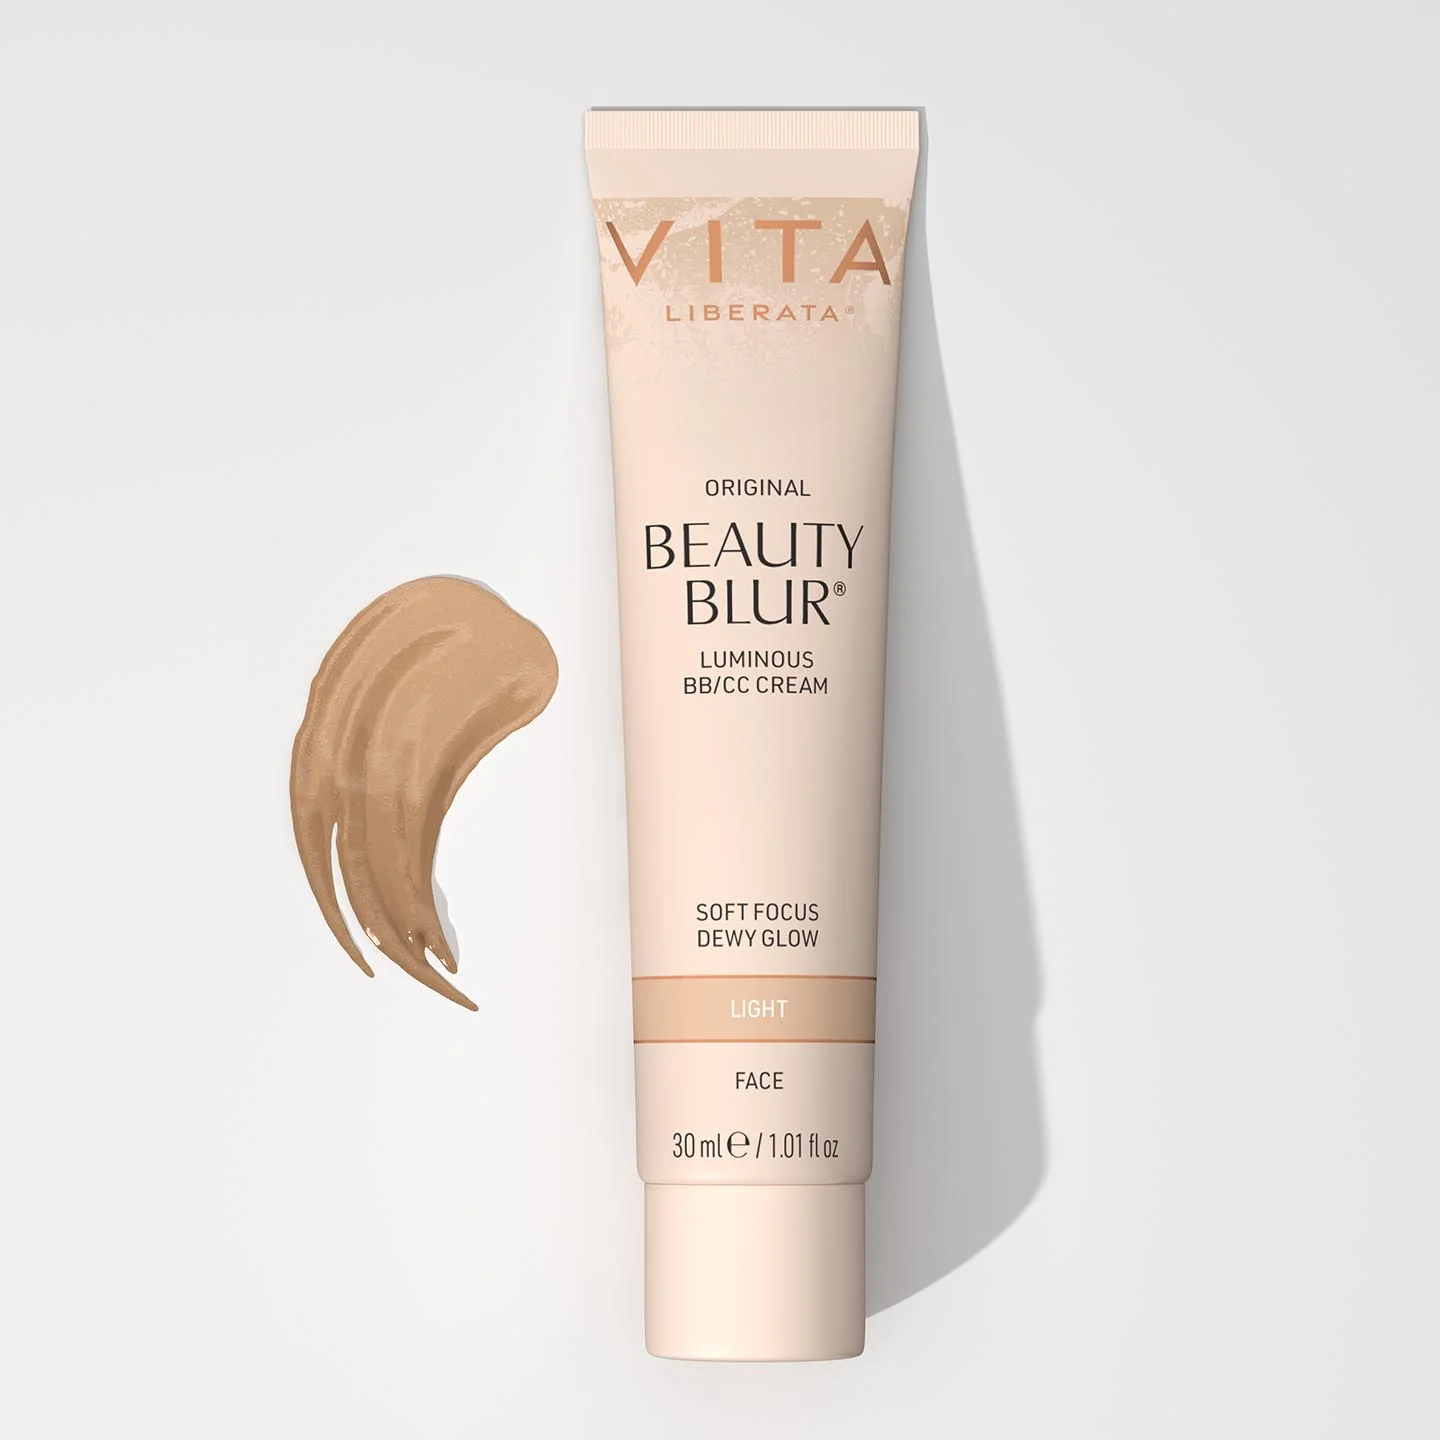 VITA
LIBERATA®
ORIGINAL
BEAUTY
BLUR®
LUMINOUS
BB/CC CREAM
SOFT FOCUS
DEWY GLOW
LIGHT
FACE
30 ml ℮ / 1.01 fl oz